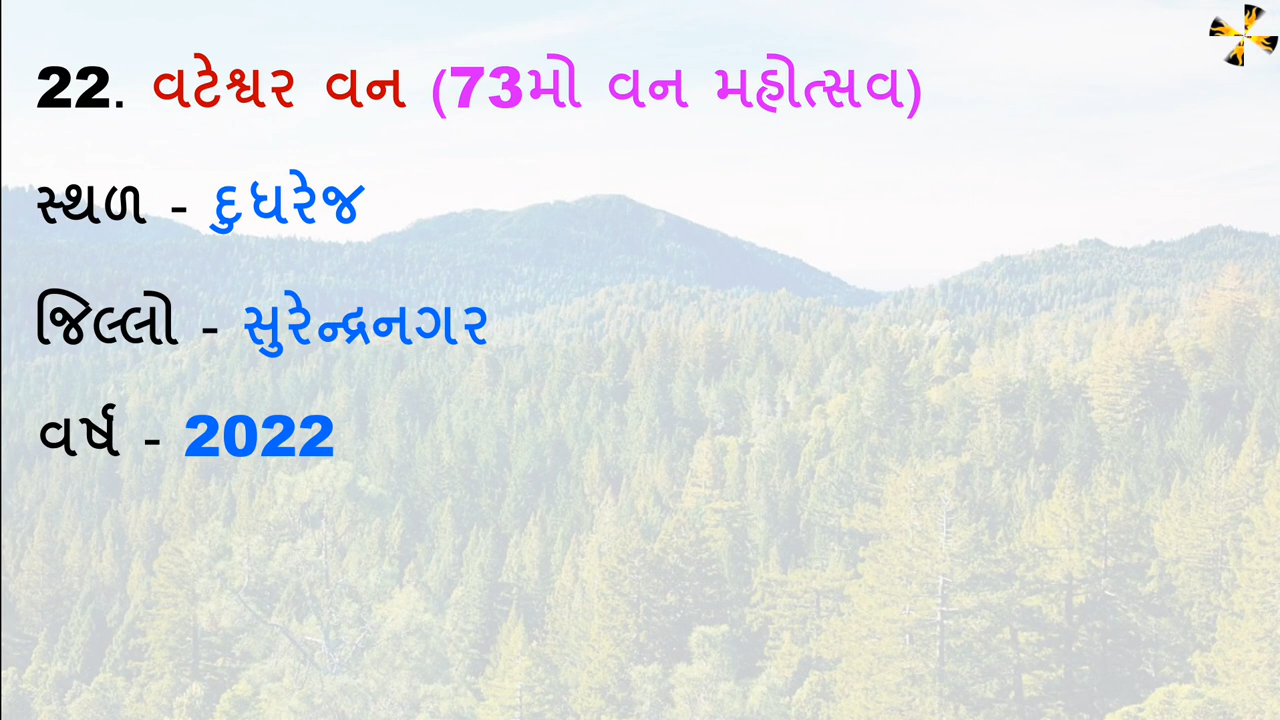 22. વટેશ્વર વન (73મો વન મહોત્સવ)
સ્થળ - દુધરેજ
જિલ્લો - સુરેન્દ્રનગર
વર્ષ - 2022